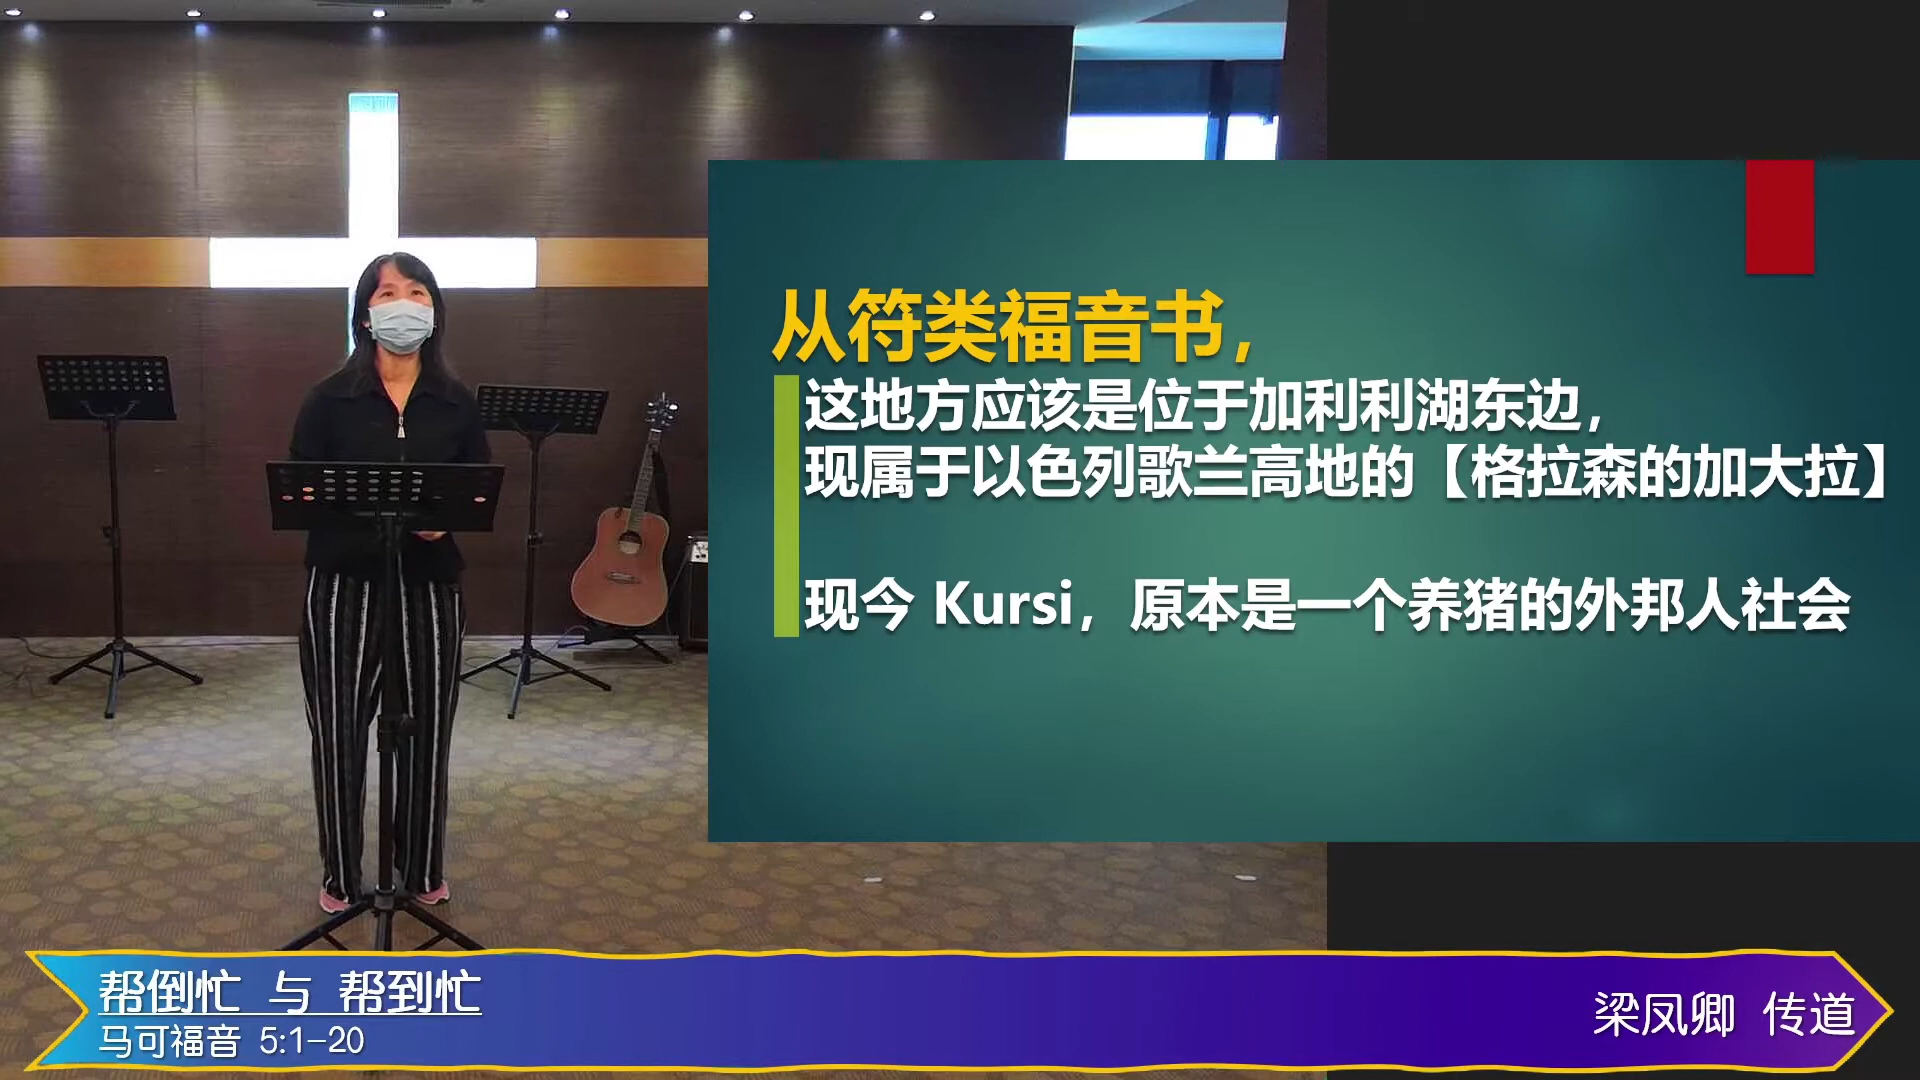 从符类福音书，
这地方应该是位于加利利湖东边，
现属于以色列歌兰高地的【格拉森的加大拉】
现今 Kursi，原本是一个养猪的外邦人社会
帮倒忙 与 帮到忙
马可福音 5:1-20
梁凤卿 传道